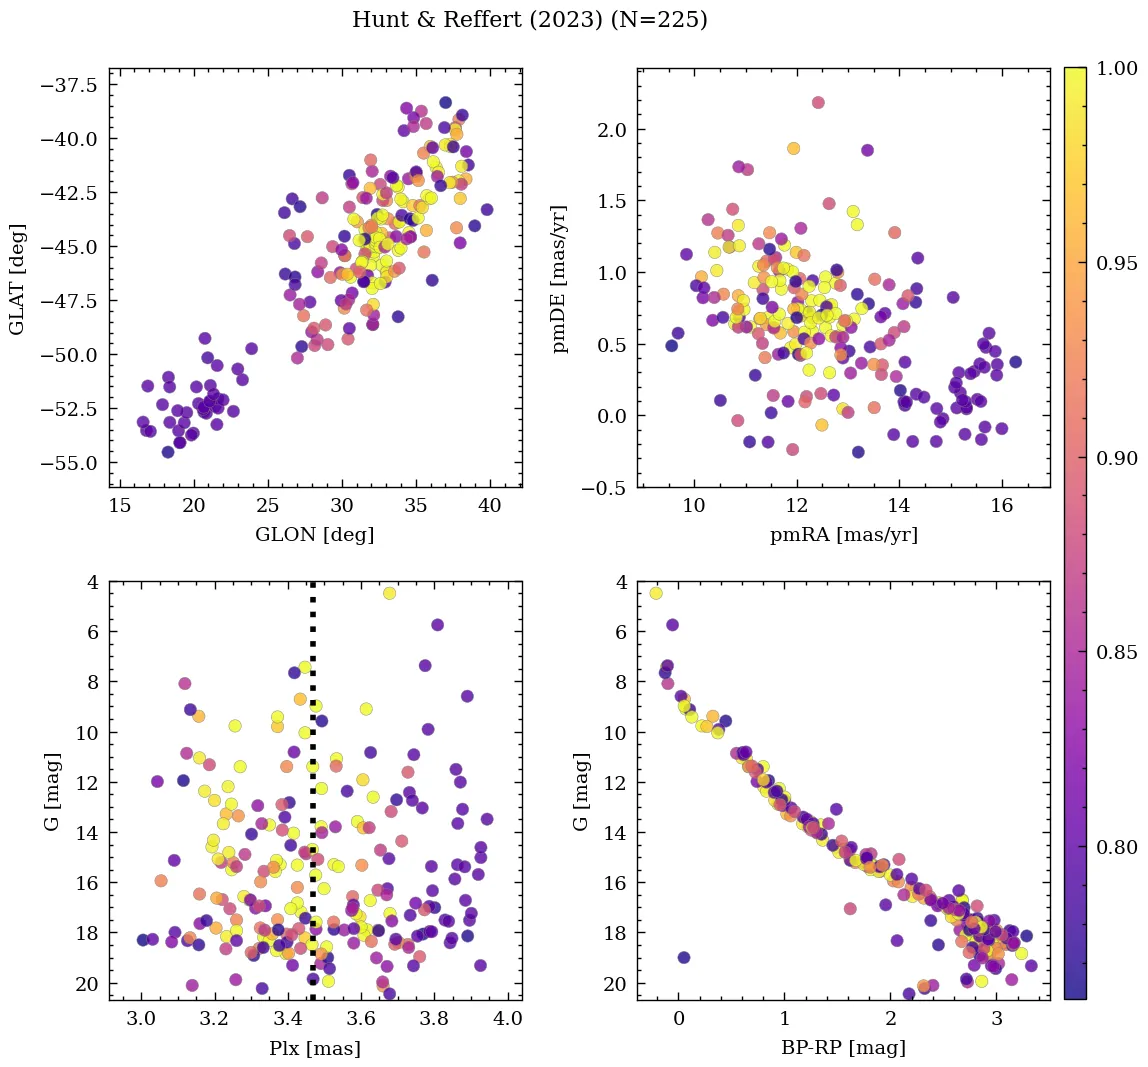 Hunt & Reffert (2023) (N=225)
−37.5
−40.0
−42.5
−45.0
−47.5
−50.0
−52.5
−55.0
GLAT [deg]
15 20 25 30 35 40
GLON [deg]
2.0
1.5
1.0
0.5
0.0
−0.5
pmDE [mas/yr]
10 12 14 16
pmRA [mas/yr]
4
6
8
10
12
14
16
18
20
G [mag]
3.0 3.2 3.4 3.6 3.8 4.0
Plx [mas]
4
6
8
10
12
14
16
18
20
G [mag]
0 1 2 3
BP-RP [mag]
1.00
0.95
0.90
0.85
0.80